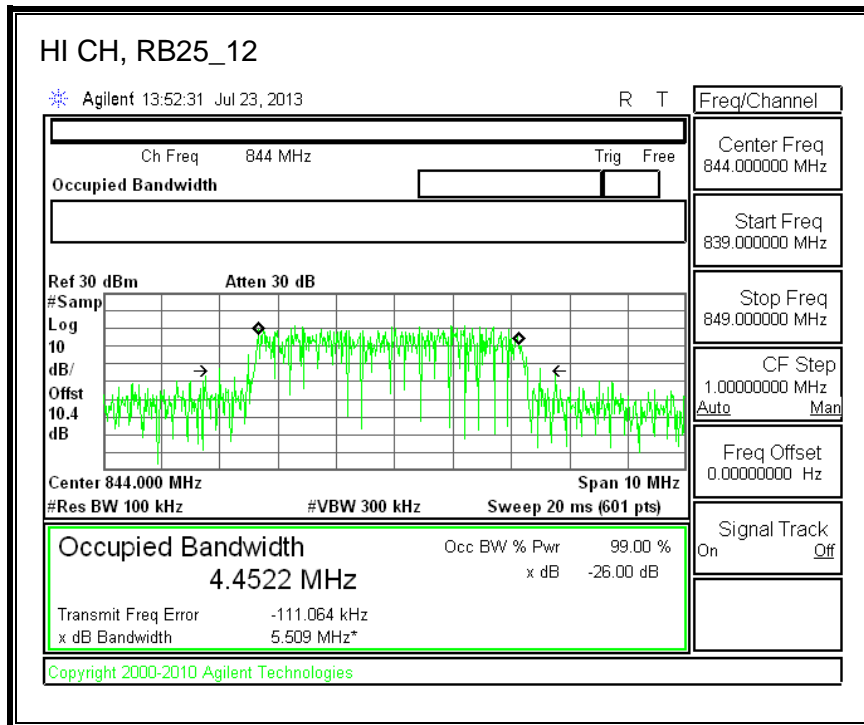 HI CH, RB25_12
Agilent 13:52:31 Jul 23, 2013 R T
Freq/Channel
Ch Freq 844 MHz Trig Free
Occupied Bandwidth
Center Freq
844.000000 MHz
Start Freq
839.000000 MHz
Stop Freq
849.000000 MHz
CF Step
1.00000000 MHz
Auto Man
Freq Offset
0.00000000 Hz
Signal Track
On Off
Ref 30 dBm Atten 30 dB
#Samp
Log
10
dB/
Offst
10.4
dB
Center 844.000 MHz Span 10 MHz
#Res BW 100 kHz #VBW 300 kHz Sweep 20 ms (601 pts)
Occupied Bandwidth Occ BW % Pwr 99.00 %
4.4522 MHz x dB -26.00 dB
Transmit Freq Error -111.064 kHz
x dB Bandwidth 5.509 MHz*
Copyright 2000-2010 Agilent Technologies